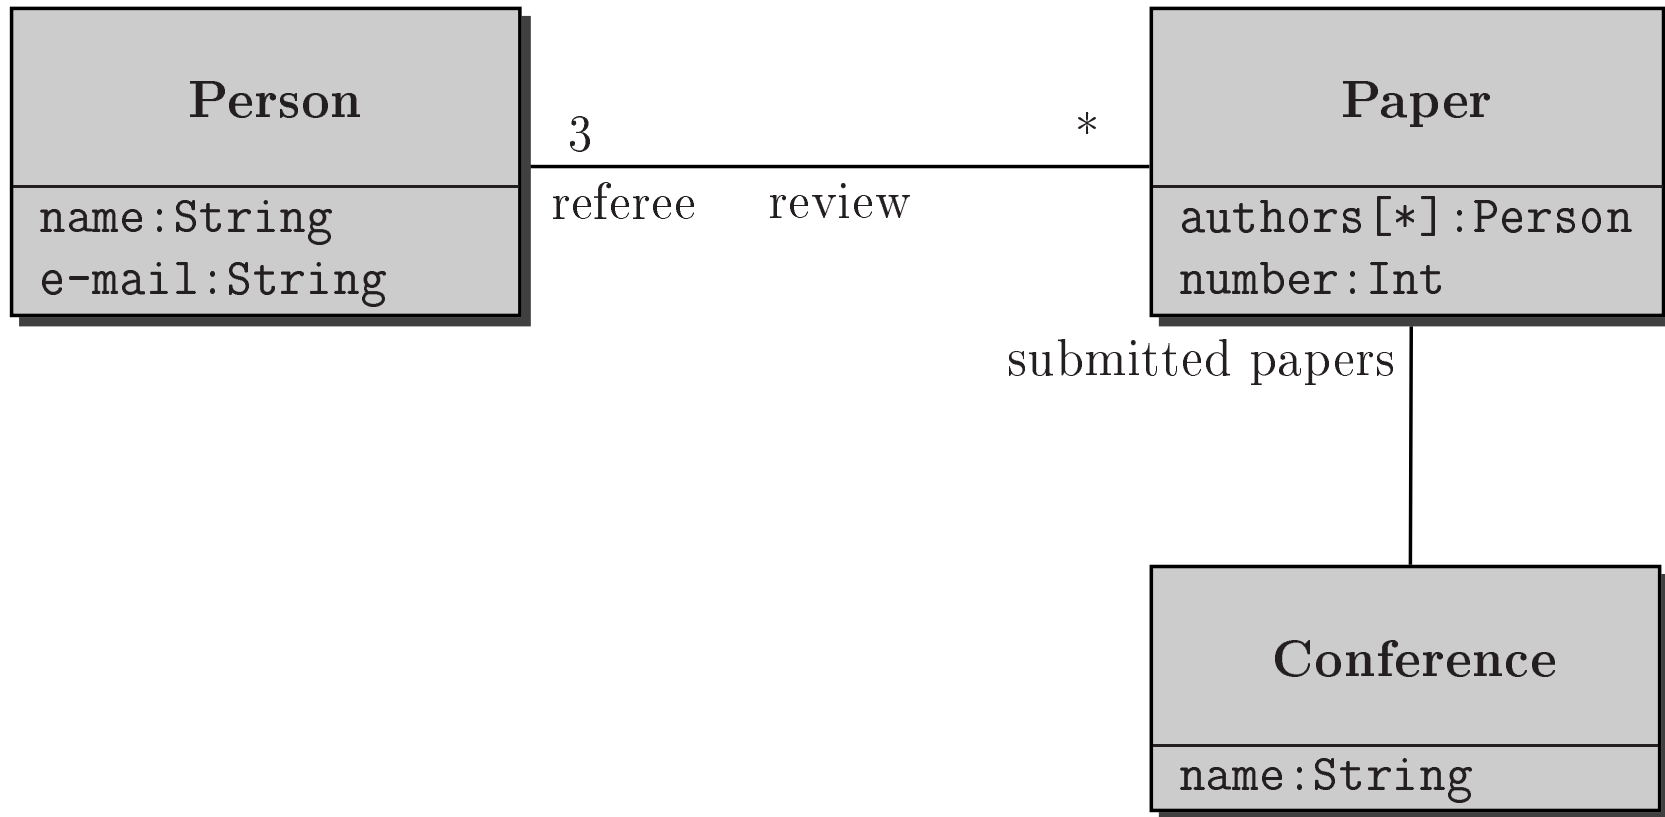 Person
name:String
e-mail:String
3
*
referee
review
Paper
authors[*]:Person
number:Int
submitted papers
Conference
name:String